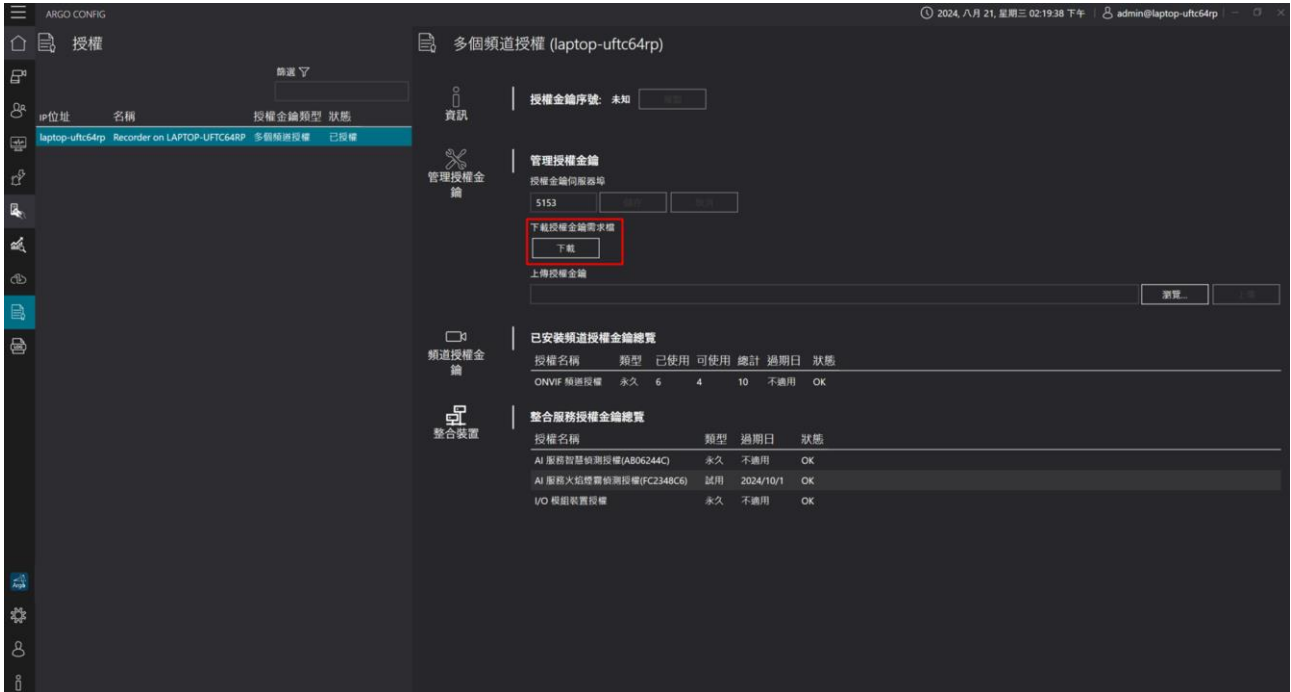 ARGO CONFIG
2024, 八月 21, 星期三 02:19:38 下午
admin@laptop-uftc64rp
授權
篩選
IP位址 名稱 授權金鑰類型 狀態
laptop-uftc64rp Recorder on LAPTOP-UFTC64RP 多個頻道授權 已授權
多個頻道授權 (laptop-uftc64rp)
資訊
授權金鑰序號: 未知
管理授權金鑰
管理授權金鑰
授權金鑰伺服器埠
5153 儲存 取消
下載授權金鑰需求檔
下載
上傳授權金鑰
瀏覽... 上傳
頻道授權金鑰
已安裝頻道授權金鑰總覽
授權名稱 類型 已使用 可使用 總計 過期日 狀態
ONVIF 頻道授權 永久 6 4 10 不適用 OK
整合裝置
整合服務授權金鑰總覽
授權名稱 類型 過期日 狀態
AI 服務智慧偵測授權(AB06244C) 永久 不適用 OK
AI 服務火焰煙霧偵測授權(FC2348C6) 試用 2024/10/1 OK
I/O 模組裝置授權 永久 不適用 OK
Argo